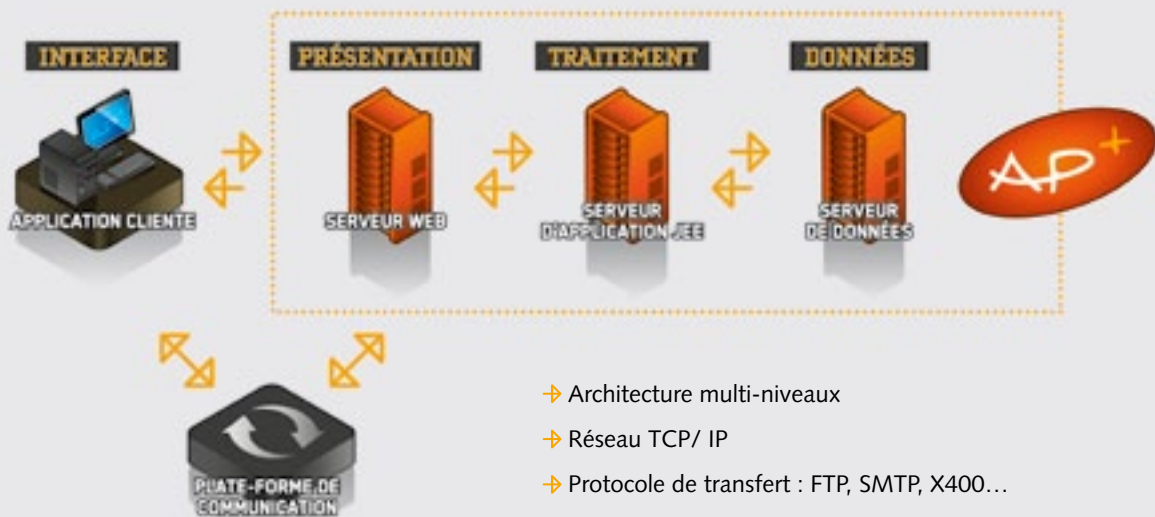 INTERFACE
PRÉSENTATION
TRAITEMENT
DONNÉES
AP+
APPLICATION CLIENTE
SERVEUR WEB
SERVEUR
D'APPLICATION JEE
SERVEUR
DE DONNÉES
PLATE-FORME DE
COMMUNICATION
Architecture multi-niveaux
Réseau TCP/ IP
Protocole de transfert : FTP, SMTP, X400…